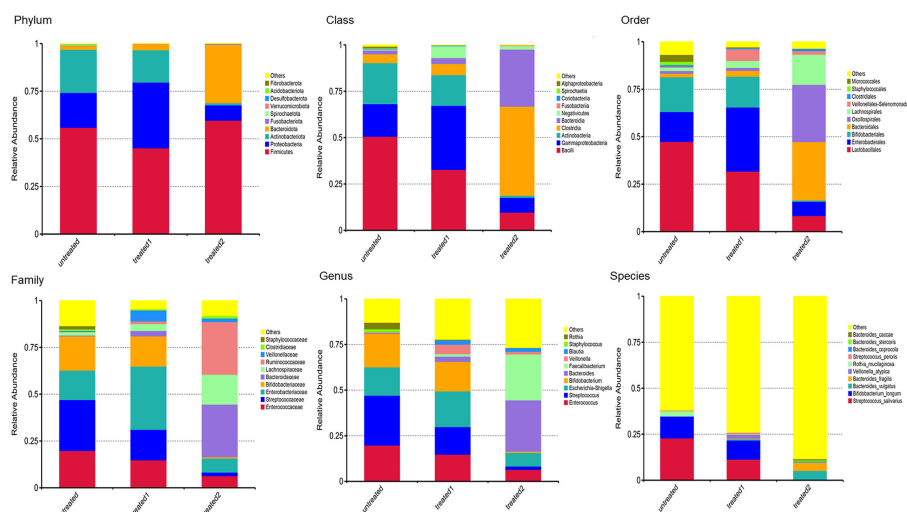 Phylum
Relative Abundance
1
0.75
0.5
0.25
0
untreated
treated1
treated2
Others
Fibrobacterota
Acidobacteriota
Desulfobacterota
Verrucomicrobiota
Spirochaetota
Fusobacteriota
Bacteroidota
Actinobacteriota
Proteobacteria
Firmicutes
Class
Relative Abundance
1
0.75
0.5
0.25
0
untreated
treated1
treated2
Others
Alphaproteobacteria
Spirochaetia
Coriobacteriia
Fusobacteriia
Negativicutes
Bacteroidia
Clostridia
Actinobacteria
Gammaproteobacteria
Bacilli
Order
Relative Abundance
1
0.75
0.5
0.25
0
untreated
treated1
treated2
Others
Micrococcales
Staphylococcales
Clostridiales
Veillonellales-Selenomonadales
Lachnospirales
Oscillospirales
Bacteroidales
Bifidobacteriales
Enterobacterales
Lactobacillales
Family
Relative Abundance
1
0.75
0.5
0.25
0
untreated
treated1
treated2
Others
Staphylococcaceae
Clostridiaceae
Veillonellaceae
Ruminococcaceae
Lachnospiraceae
Bacteroidaceae
Bifidobacteriaceae
Enterobacteriaceae
Streptococcaceae
Enterococcaceae
Genus
Relative Abundance
1
0.75
0.5
0.25
0
untreated
treated1
treated2
Others
Rothia
Staphylococcus
Blautia
Veillonella
Faecalibacterium
Bacteroides
Bifidobacterium
Escherichia-Shigella
Streptococcus
Enterococcus
Species
Relative Abundance
1
0.75
0.5
0.25
0
untreated
treated1
treated2
Others
Bacteroides_caccae
Bacteroides_stercoris
Bacteroides_coprocola
Streptococcus_peroris
Rothia_mucilaginosa
Veillonella_atypica
Bacteroides_fragilis
Bacteroides_vulgatus
Bifidobacterium_longum
Streptococcus_salivarius